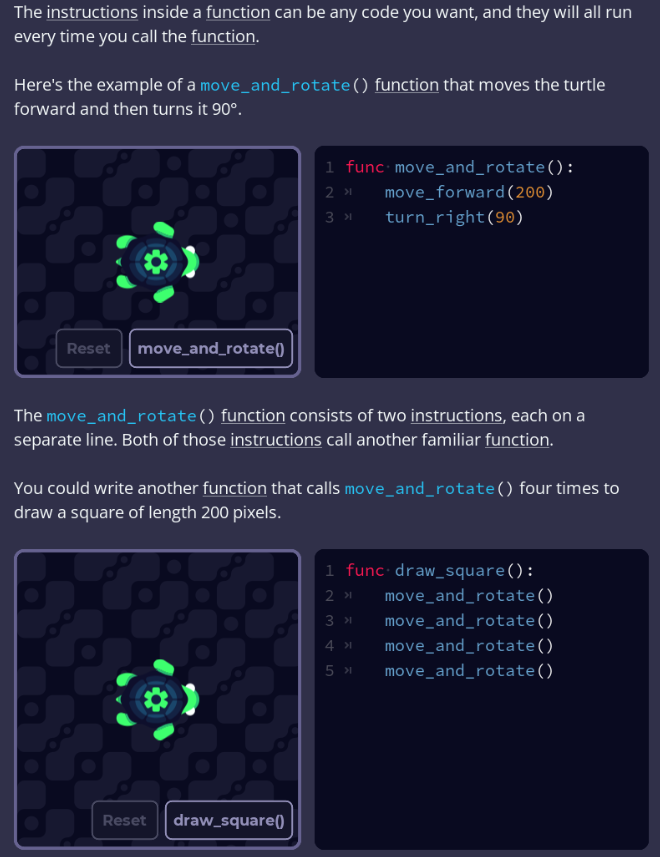 The instructions inside a function can be any code you want, and they will all run
every time you call the function.
Here's the example of a move_and_rotate() function that moves the turtle
forward and then turns it 90°.
1 func move_and_rotate():
2 move_forward(200)
3 turn_right(90)
Reset move_and_rotate()
The move_and_rotate() function consists of two instructions, each on a
separate line. Both of those instructions call another familiar function.
You could write another function that calls move_and_rotate() four times to
draw a square of length 200 pixels.
1 func draw_square():
2 move_and_rotate()
3 move_and_rotate()
4 move_and_rotate()
5 move_and_rotate()
Reset draw_square()